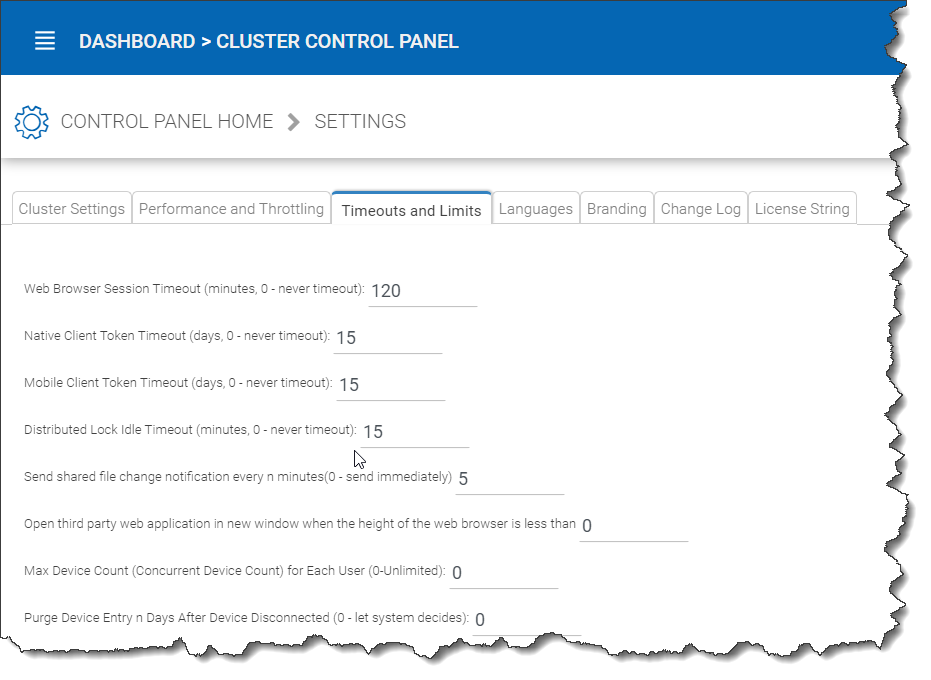 DASHBOARD > CLUSTER CONTROL PANEL
CONTROL PANEL HOME > SETTINGS
Cluster Settings Performance and Throttling Timeouts and Limits Languages Branding Change Log License String
Web Browser Session Timeout (minutes, 0 - never timeout): 120
Native Client Token Timeout (days, 0 - never timeout): 15
Mobile Client Token Timeout (days, 0 - never timeout): 15
Distributed Lock Idle Timeout (minutes, 0 - never timeout): 15
Send shared file change notification every n minutes(0 - send immediately) 5
Open third party web application in new window when the height of the web browser is less than 0
Max Device Count (Concurrent Device Count) for Each User (0-Unlimited): 0
Purge Device Entry n Days After Device Disconnected (0 - let system decides): 0